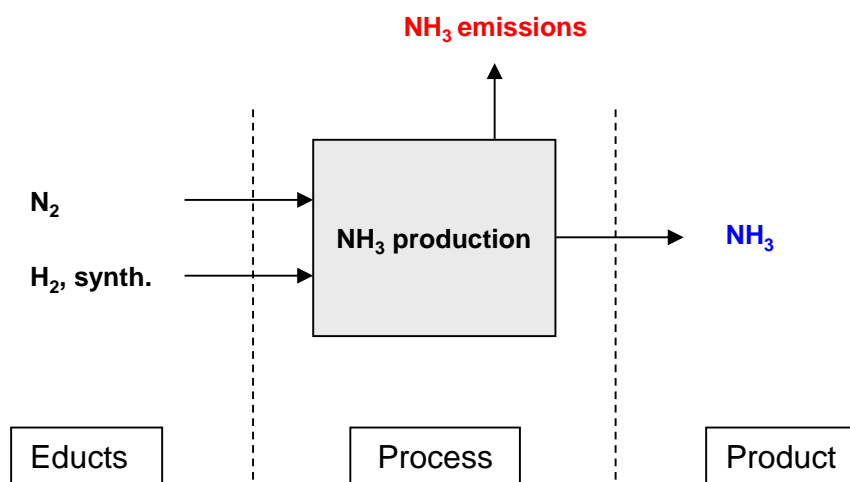 NH₃ emissions
N₂
NH₃ production
NH₃
H₂, synth.
Educts
Process
Product